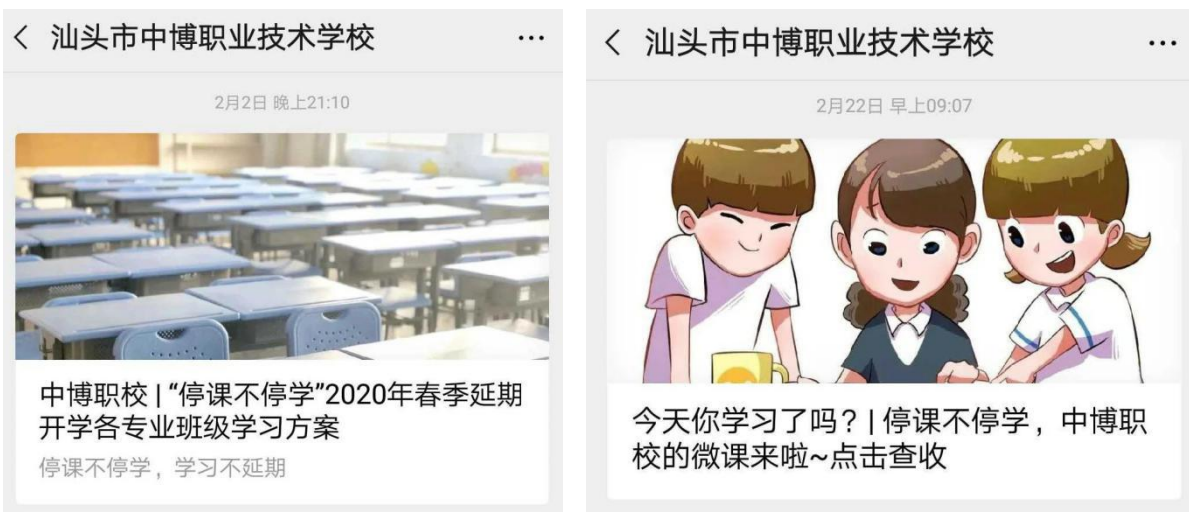 汕头市中博职业技术学校
2月2日 晚上21:10
中博职校 | “停课不停学”2020年春季延期
开学各专业班级学习方案
停课不停学，学习不延期
汕头市中博职业技术学校
2月22日 早上09:07
今天你学习了吗？| 停课不停学，中博职
校的微课来啦~点击查收